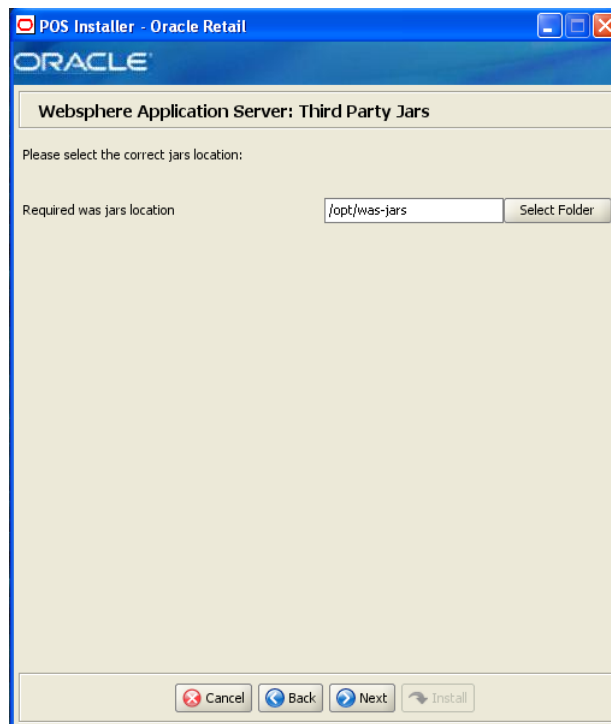 POS Installer - Oracle Retail
ORACLE
Websphere Application Server: Third Party Jars
Please select the correct jars location:
Required was jars location /opt/was-jars Select Folder
Cancel Back Next Install